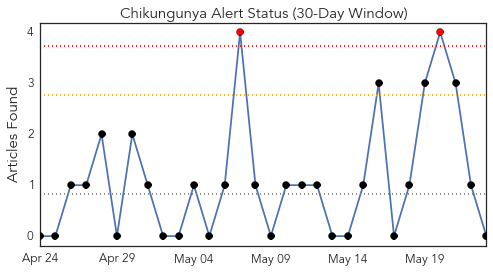 Chikungunya Alert Status (30-Day Window)
Articles Found
4
3
2
1
0
Apr 24
Apr 29
May 04
May 09
May 14
May 19